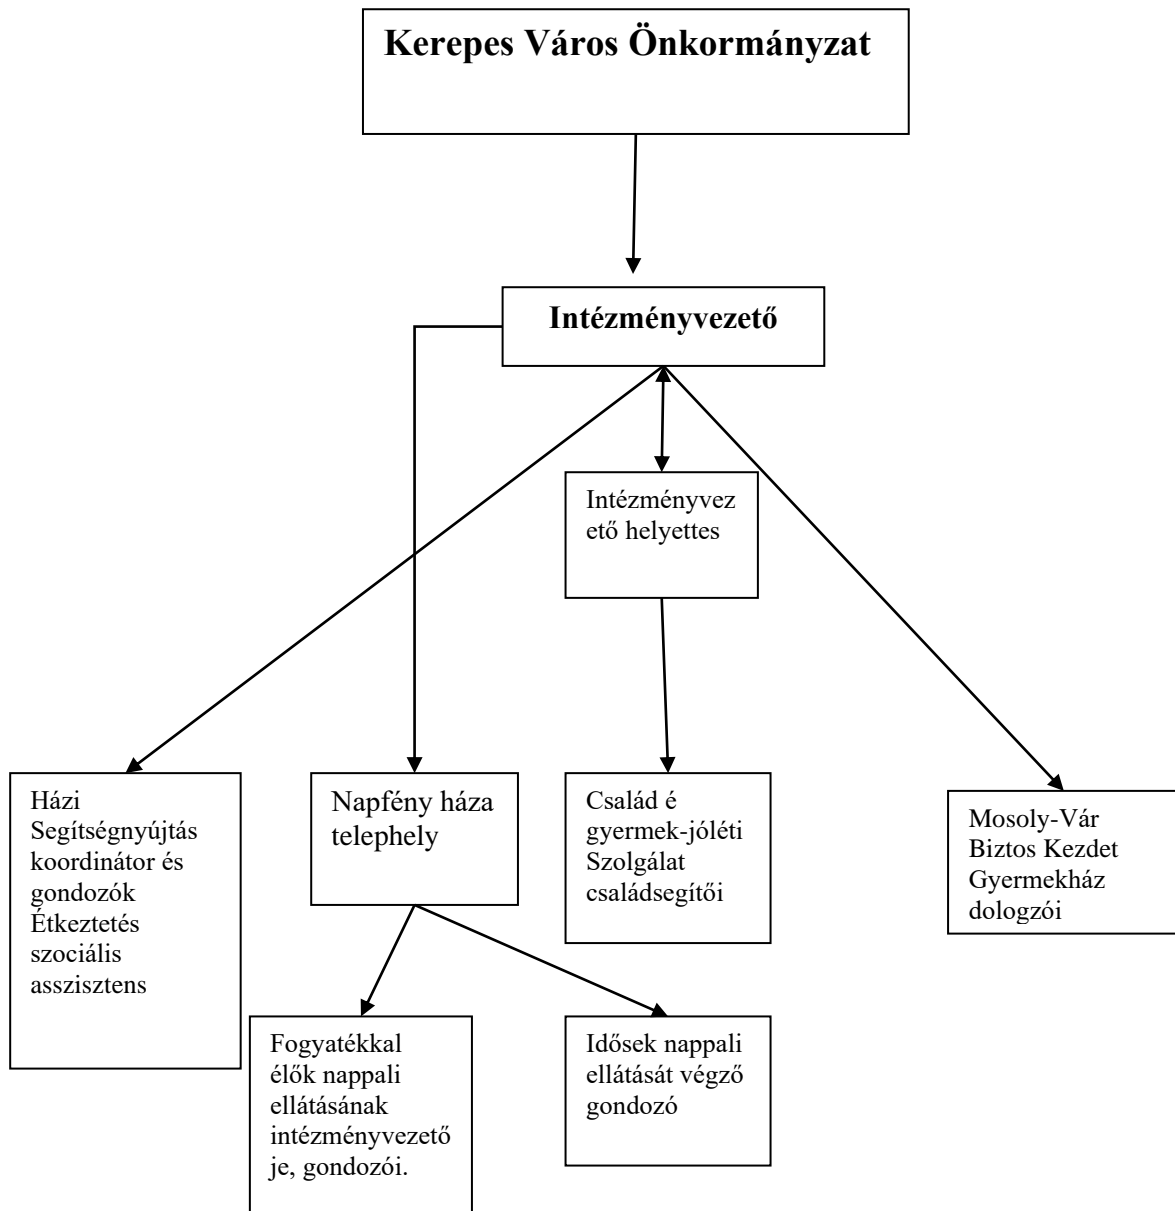 Kerepes Város Önkormányzat
Intézményvezető
Intézményvez
ető helyettes
Házi
Segítségnyújtás
koordinátor és
gondozók
Étkeztetés
szociális
asszisztens
Napfény háza
telephely
Család é
gyermek-jóléti
Szolgálat
családsegítői
Mosoly-Vár
Biztos Kezdet
Gyermekház
dologzói
Fogyatékkal
élők nappali
ellátásának
intézményvezető
je, gondozói.
Idősek nappali
ellátását végző
gondozó